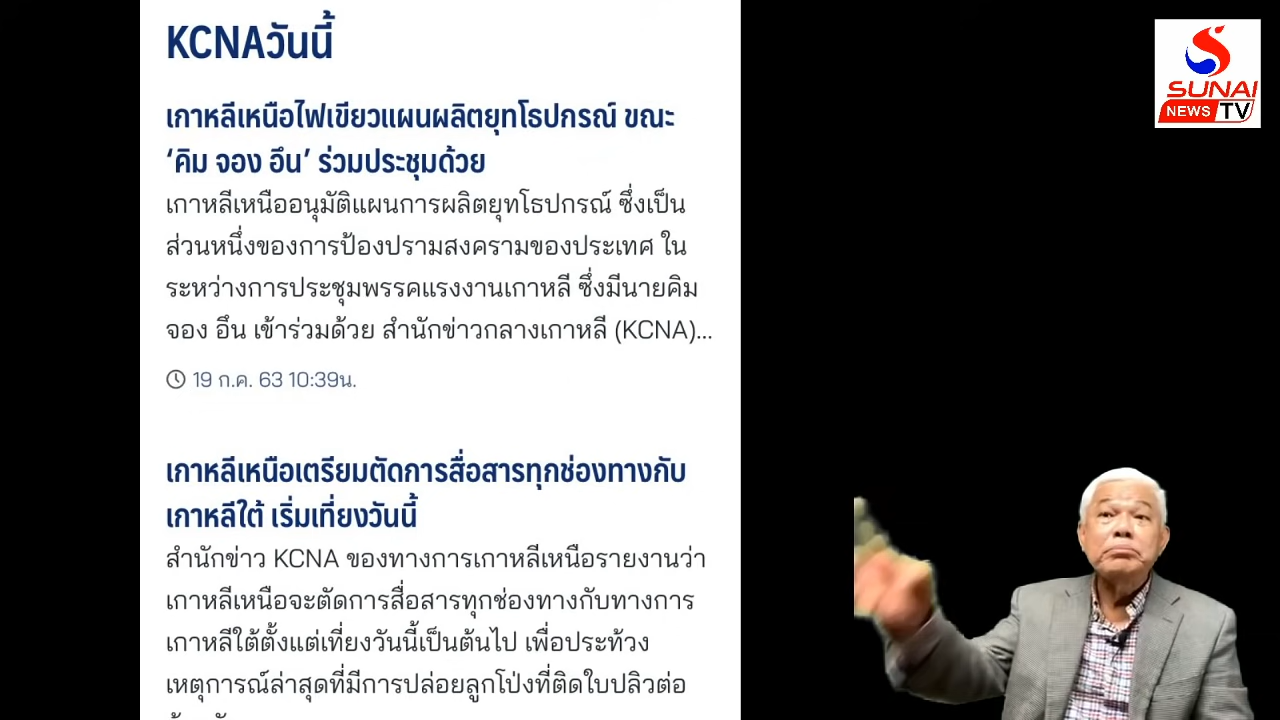 KCNAวันนี้
เกาหลีเหนือไฟเขียวแผนผลิตยุทโธปกรณ์ ขณะ
‘คิม จอง อึน’ ร่วมประชุมด้วย
เกาหลีเหนืออนุมัติแผนการผลิตยุทโธปกรณ์ ซึ่งเป็น
ส่วนหนึ่งของการป้องปรามสงครามของประเทศ ใน
ระหว่างการประชุมพรรคแรงงานเกาหลี ซึ่งมีนายคิม
จอง อึน เข้าร่วมด้วย สำนักข่าวกลางเกาหลี (KCNA)...
19 ก.ค. 63 10:39น.
เกาหลีเหนือเตรียมตัดการสื่อสารทุกช่องทางกับ
เกาหลีใต้ เริ่มเที่ยงวันนี้
สำนักข่าว KCNA ของทางการเกาหลีเหนือรายงานว่า
เกาหลีเหนือจะตัดการสื่อสารทุกช่องทางกับทางการ
เกาหลีใต้ตั้งแต่เที่ยงวันนี้เป็นต้นไป เพื่อประท้วง
เหตุการณ์ล่าสุดที่มีการปล่อยลูกโป่งที่ติดใบปลิวต่อ
SUNAI
NEWS TV